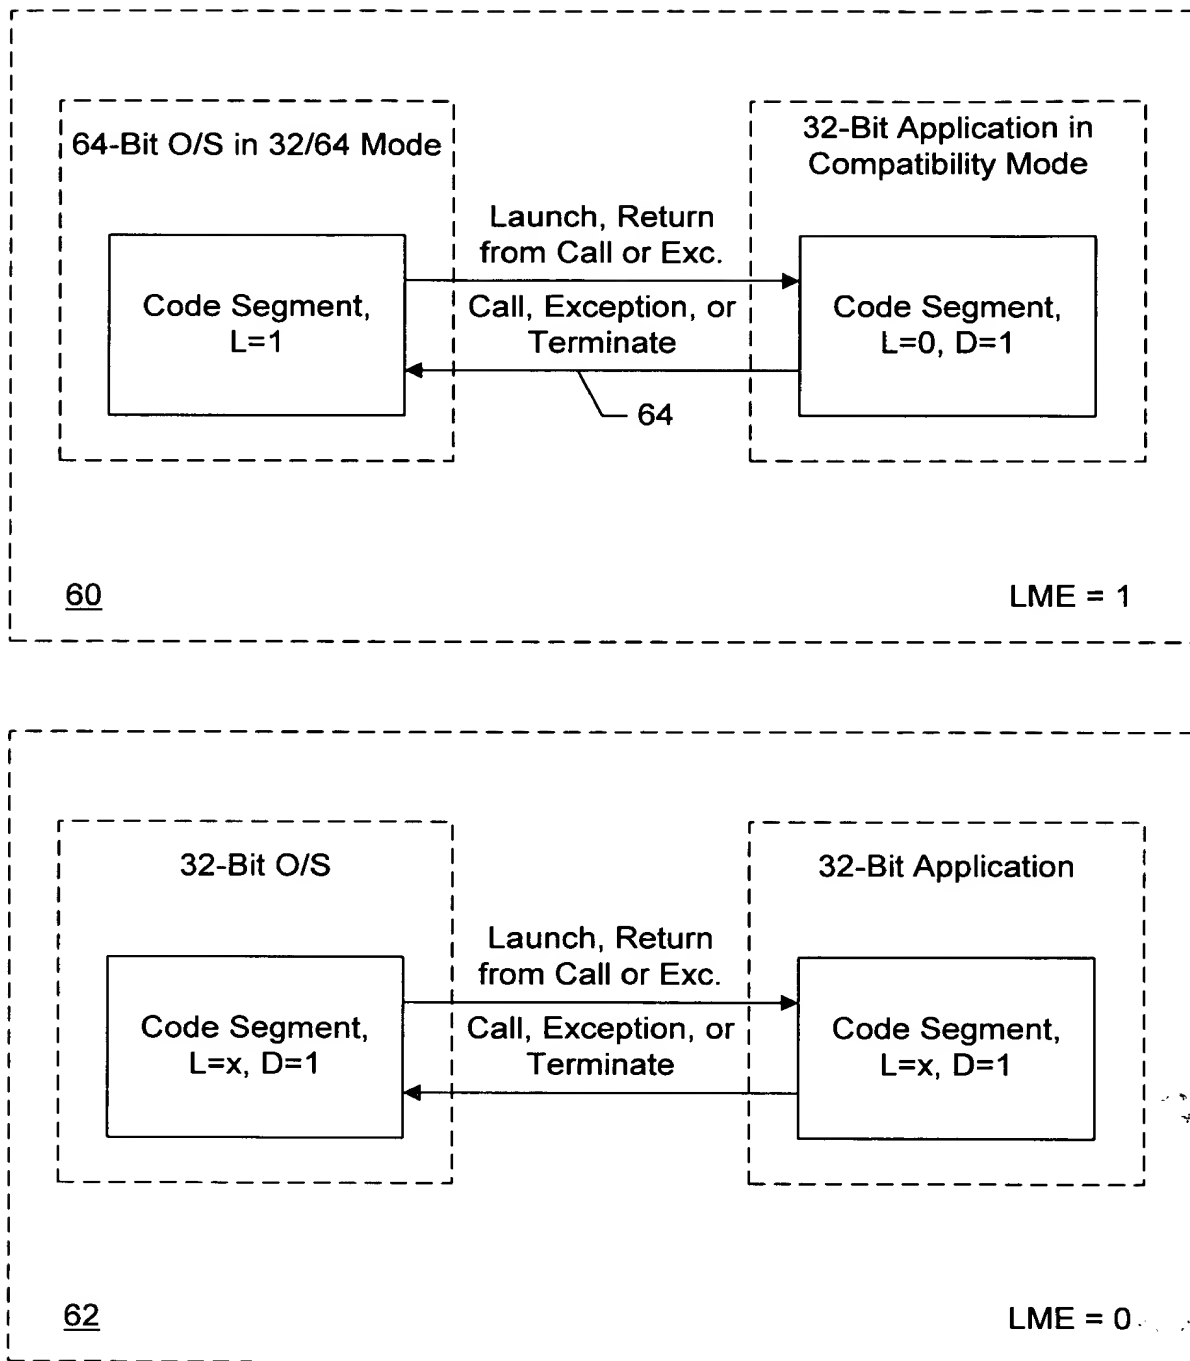 64-Bit O/S in 32/64 Mode
32-Bit Application in
Compatibility Mode
Launch, Return
from Call or Exc.
Code Segment,
L=1
Call, Exception, or
Terminate
Code Segment,
L=0, D=1
64
60
LME = 1
32-Bit O/S
32-Bit Application
Launch, Return
from Call or Exc.
Code Segment,
L=x, D=1
Call, Exception, or
Terminate
Code Segment,
L=x, D=1
62
LME = 0